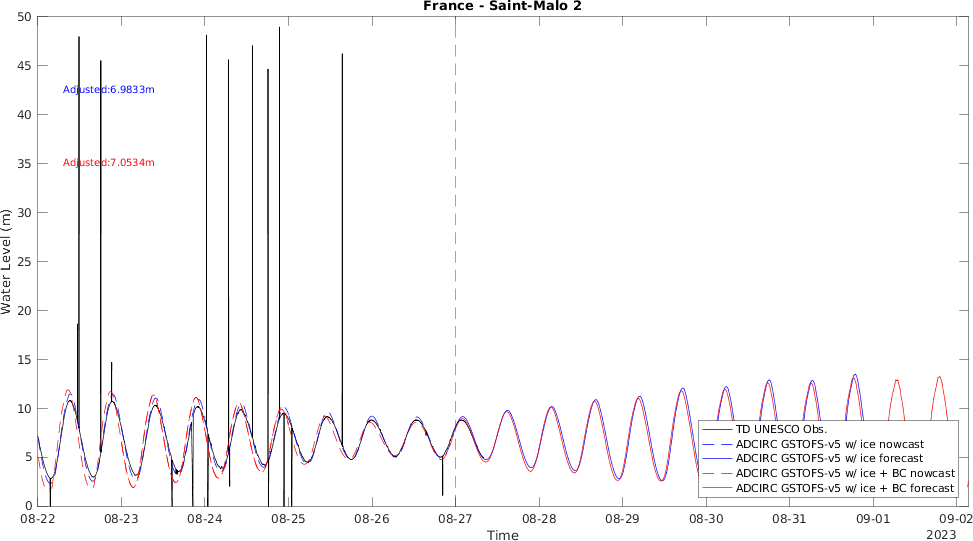 France - Saint-Malo 2
Water Level (m)
50
45
40
35
30
25
20
15
10
5
0
Adjusted:6.9833m
Adjusted:7.0534m
TD UNESCO Obs.
ADCIRC GSTOFS-v5 w/ ice nowcast
ADCIRC GSTOFS-v5 w/ ice forecast
ADCIRC GSTOFS-v5 w/ ice + BC nowcast
ADCIRC GSTOFS-v5 w/ ice + BC forecast
08-22 08-23 08-24 08-25 08-26 08-27 08-28 08-29 08-30 08-31 09-01 09-02
Time
2023